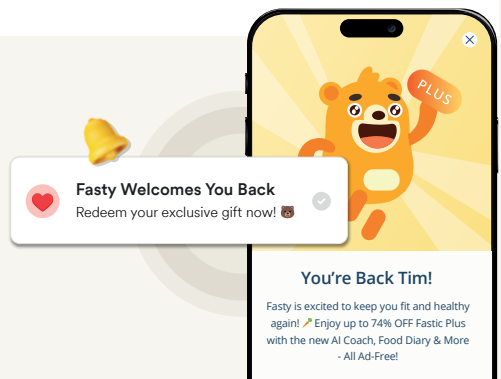 PLUS
Fasty Welcomes You Back
Redeem your exclusive gift now! 🐻
You're Back Tim!
Fasty is excited to keep you fit and healthy
again! 🥕 Enjoy up to 74% OFF Fastic Plus
with the new AI Coach, Food Diary & More
- All Ad-Free!